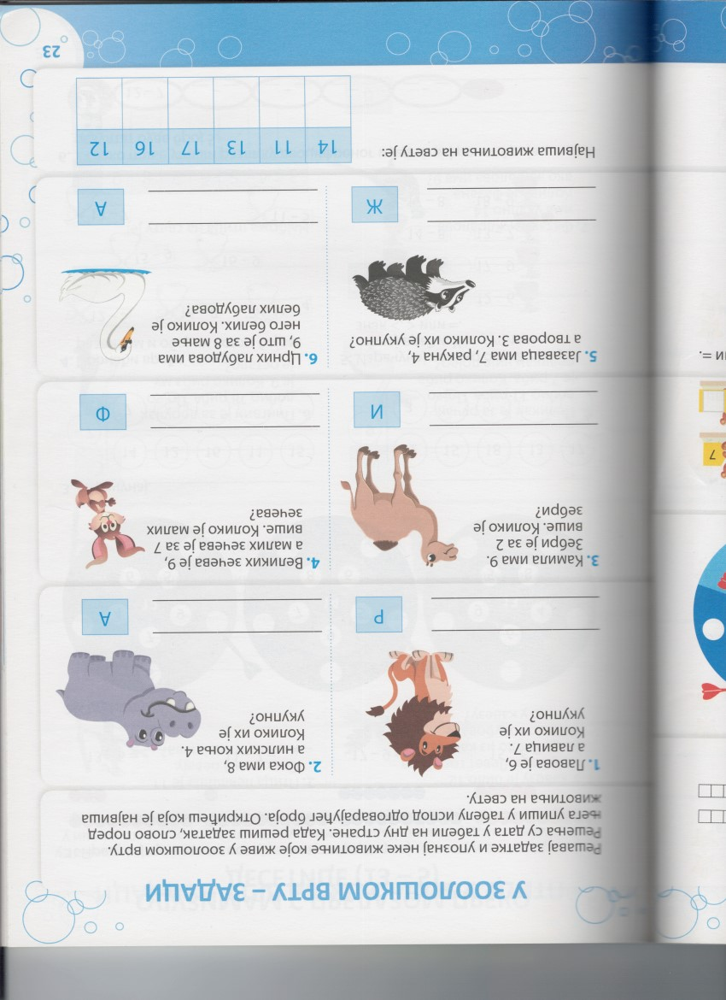 У ЗООЛОШКОМ ВРТУ – ЗАДАЦИ
Решавај задатке и упознај неке животиње које живе у зоолошком врту.
Решења су дата у табели на дну стране. Када решиш задатак, слово поред
њега упиши у табелу испод одговарајућег броја. Открићеш која је највиша
животиња на свету.
1. Лавова је 6,
а лавица 7.
Колико их је
укупно?
Р
2. Фока има 8,
а нилских коња 4.
Колико их је
укупно?
А
3. Камила има 9.
Зебри је за 2
више. Колико је
зебри?
И
4. Великих зечева је 9,
а малих зечева је за 7
више. Колико је малих
зечева?
Ф
5. Јазаваца има 7, ракуна 4,
а творова 3. Колико их је укупно?
Ж
6. Црних лабудова има
9, што је за 8 мање
него белих. Колико је
белих лабудова?
А
Највиша животиња на свету је:
14 11 13 17 16 12
23
и =.
7